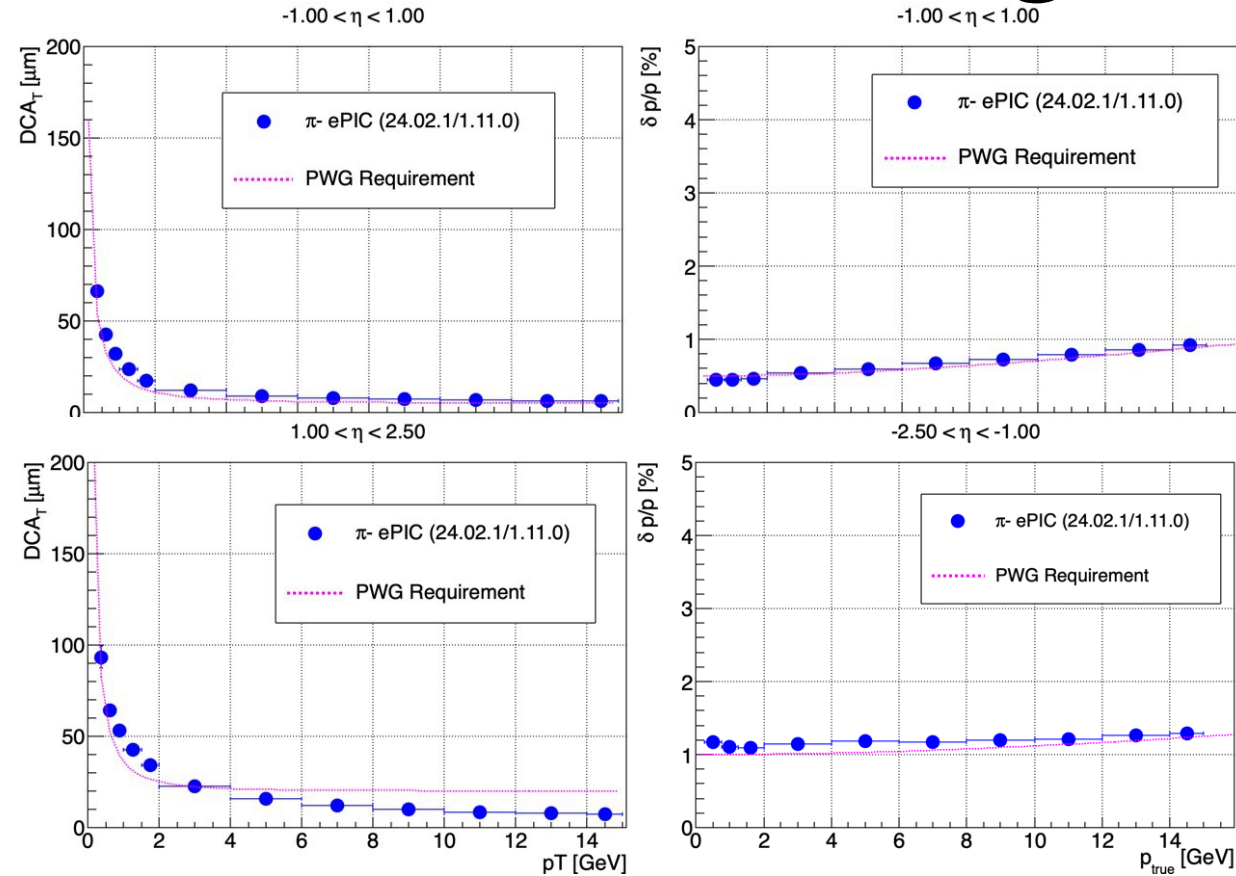 -1.00 < η < 1.00
DCA_T [μm]
200
150
100
50
0
π- ePIC (24.02.1/1.11.0)
PWG Requirement
-1.00 < η < 1.00
δ p/p [%]
5
4
3
2
1
0
π- ePIC (24.02.1/1.11.0)
PWG Requirement
1.00 < η < 2.50
DCA_T [μm]
200
150
100
50
0
π- ePIC (24.02.1/1.11.0)
PWG Requirement
0 2 4 6 8 10 12 14
pT [GeV]
-2.50 < η < -1.00
δ p/p [%]
5
4
3
2
1
0
π- ePIC (24.02.1/1.11.0)
PWG Requirement
0 2 4 6 8 10 12 14
p_true [GeV]